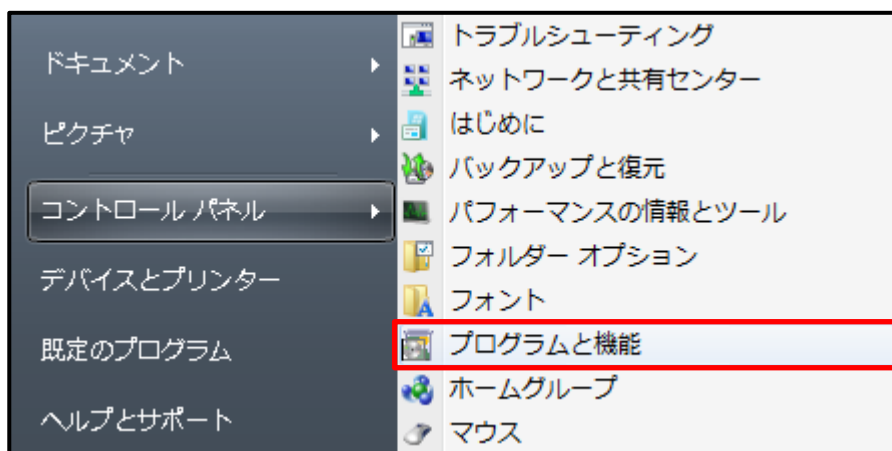 ドキュメント
ピクチャ
コントロール パネル
デバイスとプリンター
既定のプログラム
ヘルプとサポート
トラブルシューティング
ネットワークと共有センター
はじめに
バックアップと復元
パフォーマンスの情報とツール
フォルダー オプション
フォント
プログラムと機能
ホームグループ
マウス